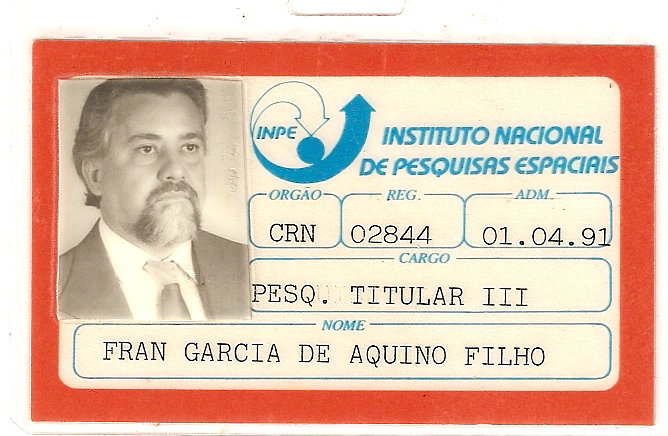 INPE
INSTITUTO NACIONAL
DE PESQUISAS ESPACIAIS
ORGÃO REG. ADM.
CRN 02844 01.04.91
CARGO
PESQ. TITULAR III
NOME
FRAN GARCIA DE AQUINO FILHO